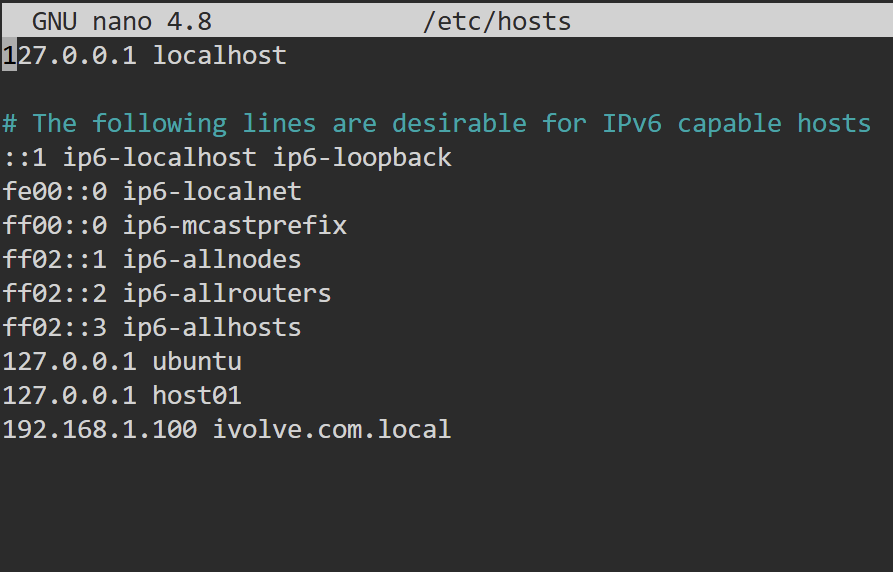 GNU nano 4.8 /etc/hosts
127.0.0.1 localhost
# The following lines are desirable for IPv6 capable hosts
::1 ip6-localhost ip6-loopback
fe00::0 ip6-localnet
ff00::0 ip6-mcastprefix
ff02::1 ip6-allnodes
ff02::2 ip6-allrouters
ff02::3 ip6-allhosts
127.0.0.1 ubuntu
127.0.0.1 host01
192.168.1.100 ivolve.com.local